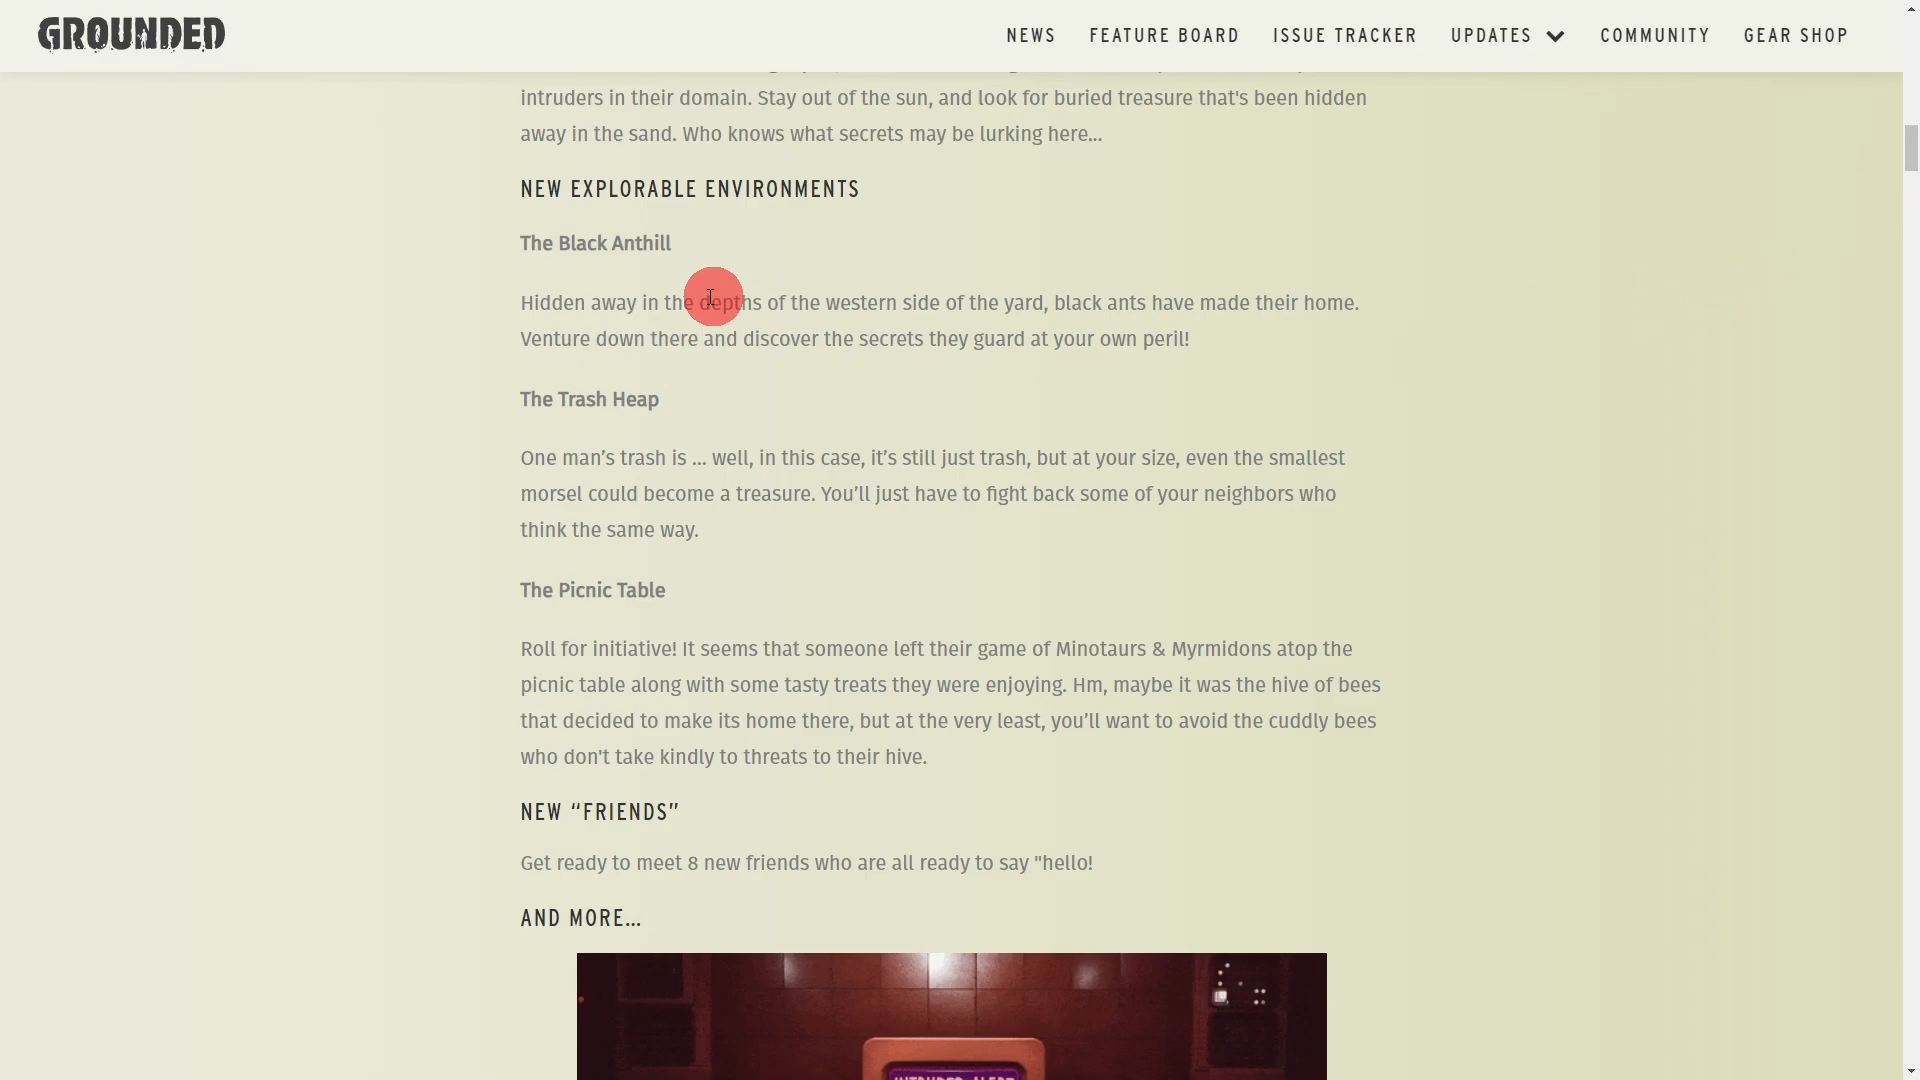 GROUNDED
NEWS FEATURE BOARD ISSUE TRACKER UPDATES COMMUNITY GEAR SHOP
intruders in their domain. Stay out of the sun, and look for buried treasure that's been hidden
away in the sand. Who knows what secrets may be lurking here...
NEW EXPLORABLE ENVIRONMENTS
The Black Anthill
Hidden away in the depths of the western side of the yard, black ants have made their home.
Venture down there and discover the secrets they guard at your own peril!
The Trash Heap
One man’s trash is ... well, in this case, it’s still just trash, but at your size, even the smallest
morsel could become a treasure. You’ll just have to fight back some of your neighbors who
think the same way.
The Picnic Table
Roll for initiative! It seems that someone left their game of Minotaurs & Myrmidons atop the
picnic table along with some tasty treats they were enjoying. Hm, maybe it was the hive of bees
that decided to make its home there, but at the very least, you’ll want to avoid the cuddly bees
who don't take kindly to threats to their hive.
NEW “FRIENDS”
Get ready to meet 8 new friends who are all ready to say "hello!
AND MORE...
INTRUDER ALERT